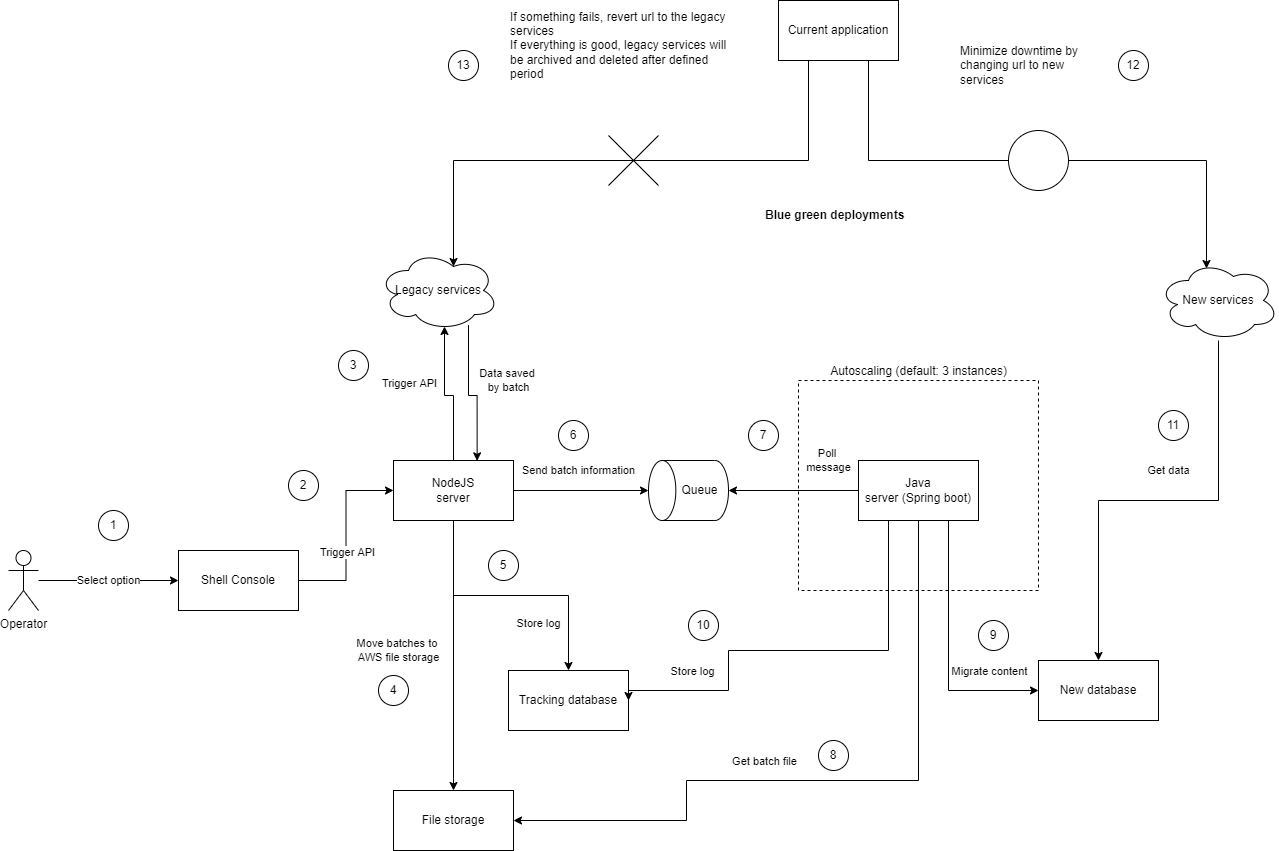 If something fails, revert url to the legacy
services
If everything is good, legacy services will
be archived and deleted after defined
period
13
Current application
Minimize downtime by
changing url to new
services
12
Blue green deployments
Legacy services
New services
3
Trigger API
Data saved
by batch
Autoscaling (default: 3 instances)
11
6
7
Poll
message
Get data
2
NodeJS
server
Send batch information
Queue
Java
server (Spring boot)
1
Trigger API
5
Select option
Shell Console
Operator
Store log
10
9
Move batches to
AWS file storage
4
Store log
Migrate content
Tracking database
New database
8
Get batch file
File storage